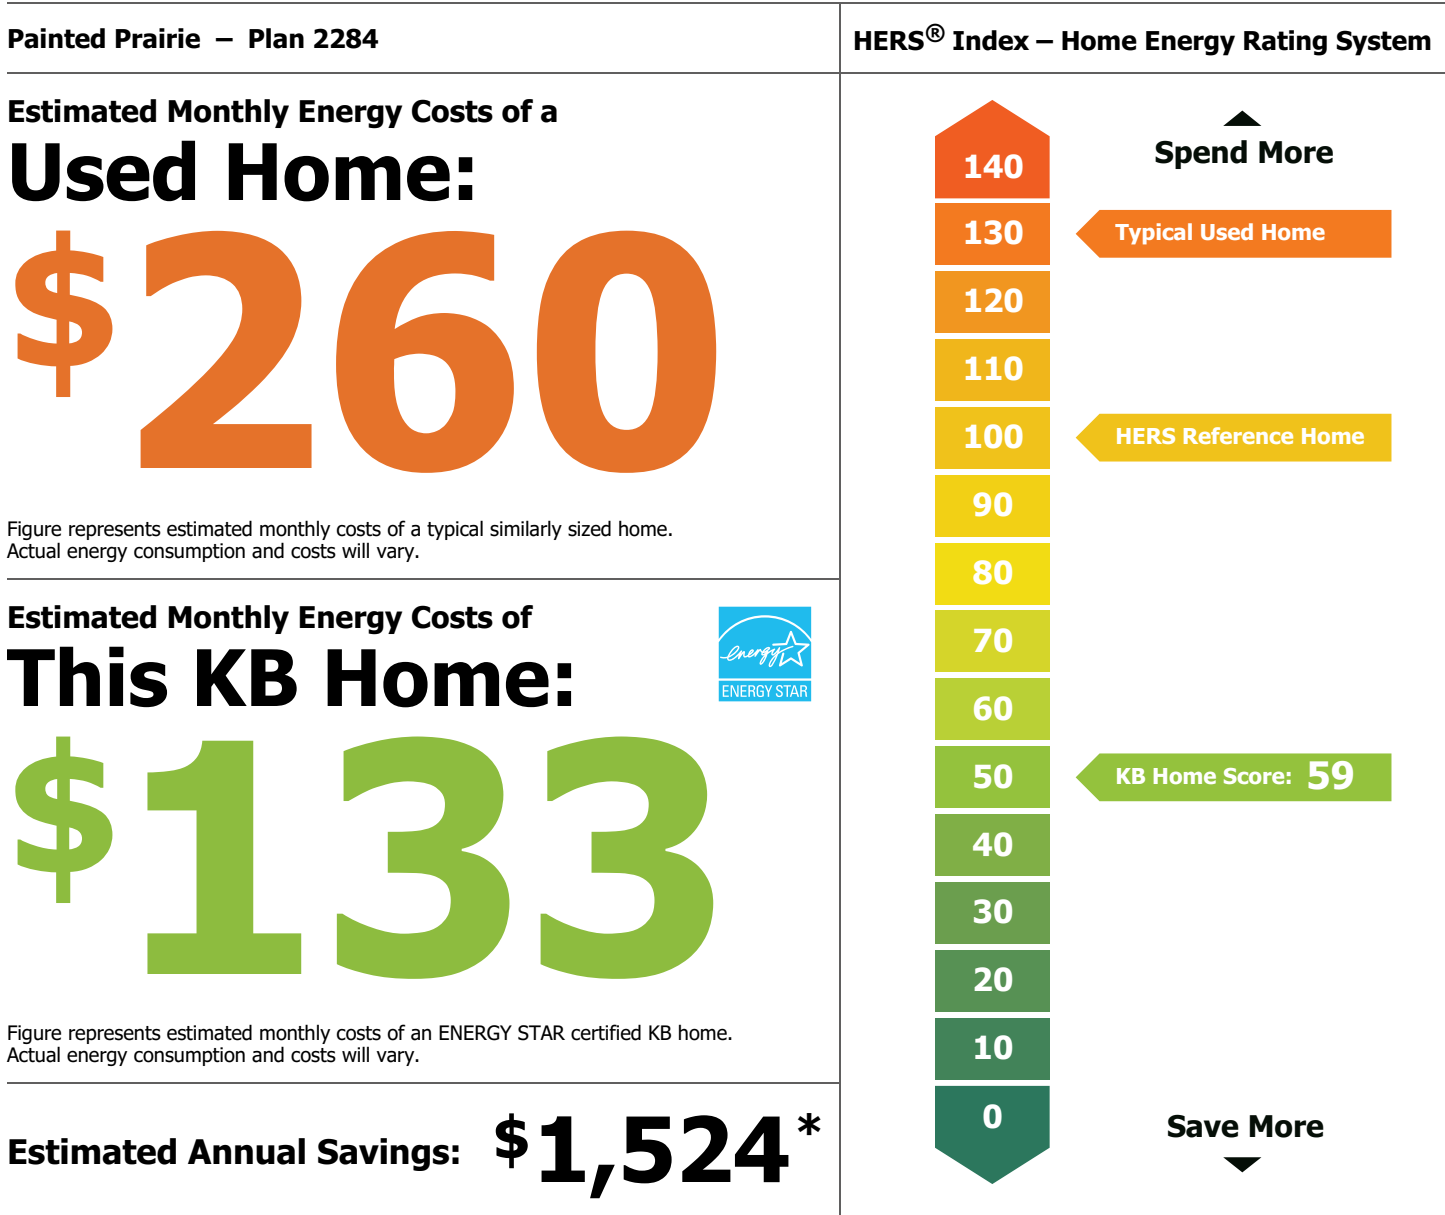 Painted Prairie – Plan 2284
Estimated Monthly Energy Costs of a
Used Home:
$260
Figure represents estimated monthly costs of a typical similarly sized home.
Actual energy consumption and costs will vary.
Estimated Monthly Energy Costs of
This KB Home:
energy
ENERGY STAR
$133
Figure represents estimated monthly costs of an ENERGY STAR certified KB home.
Actual energy consumption and costs will vary.
Estimated Annual Savings: $1,524*
HERS® Index – Home Energy Rating System
Spend More
140
130 Typical Used Home
120
110
100 HERS Reference Home
90
80
70
60
50 KB Home Score: 59
40
30
20
10
0
Save More